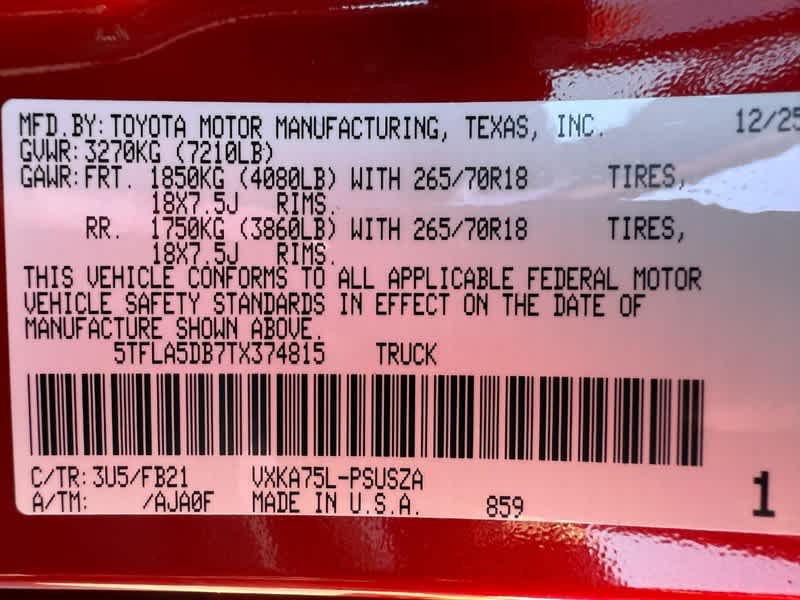 MFD.BY: TOYOTA MOTOR MANUFACTURING, TEXAS, INC. 12/25
GVWR: 3270KG (7210LB)
GAWR: FRT. 1850KG (4080LB) WITH 265/70R18 TIRES,
18X7.5J RIMS.
RR. 1750KG (3860LB) WITH 265/70R18 TIRES,
18X7.5J RIMS.
THIS VEHICLE CONFORMS TO ALL APPLICABLE FEDERAL MOTOR
VEHICLE SAFETY STANDARDS IN EFFECT ON THE DATE OF
MANUFACTURE SHOWN ABOVE.
5TFLA5DB7TX374815 TRUCK
C/TR: 3U5/FB21 VXKA75L-PSUSZA
A/TM: /AJA0F MADE IN U.S.A. 859 1